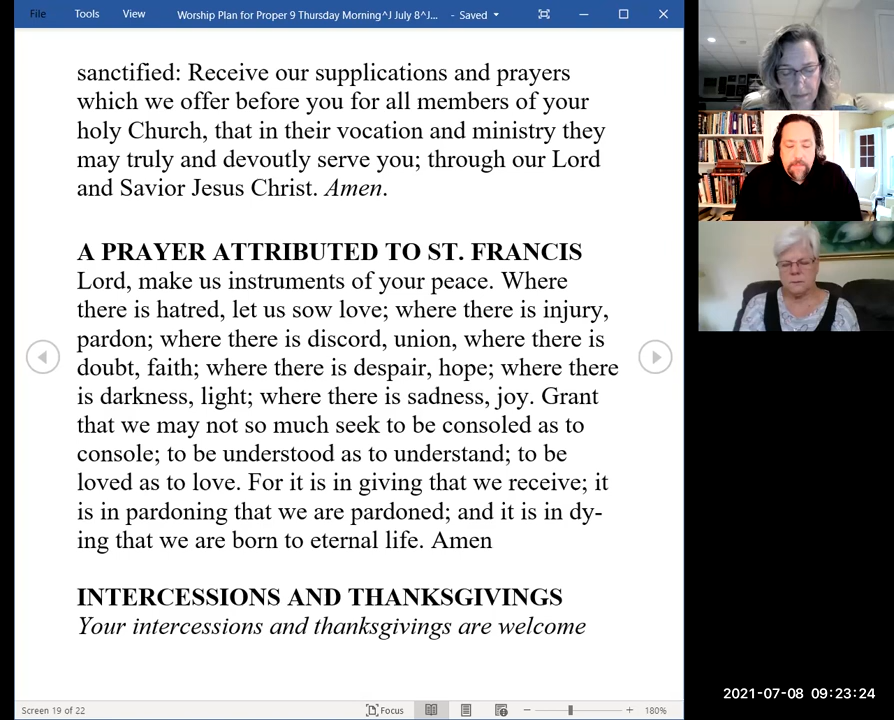 File Tools View Worship Plan for Proper 9 Thursday Morning^J July 8^J... - Saved
sanctified: Receive our supplications and prayers
which we offer before you for all members of your
holy Church, that in their vocation and ministry they
may truly and devoutly serve you; through our Lord
and Savior Jesus Christ. Amen.
A PRAYER ATTRIBUTED TO ST. FRANCIS
Lord, make us instruments of your peace. Where
there is hatred, let us sow love; where there is injury,
pardon; where there is discord, union, where there is
doubt, faith; where there is despair, hope; where there
is darkness, light; where there is sadness, joy. Grant
that we may not so much seek to be consoled as to
console; to be understood as to understand; to be
loved as to love. For it is in giving that we receive; it
is in pardoning that we are pardoned; and it is in dy-
ing that we are born to eternal life. Amen
INTERCESSIONS AND THANKSGIVINGS
Your intercessions and thanksgivings are welcome
Screen 19 of 22 Focus 180%
2021-07-08 09:23:24